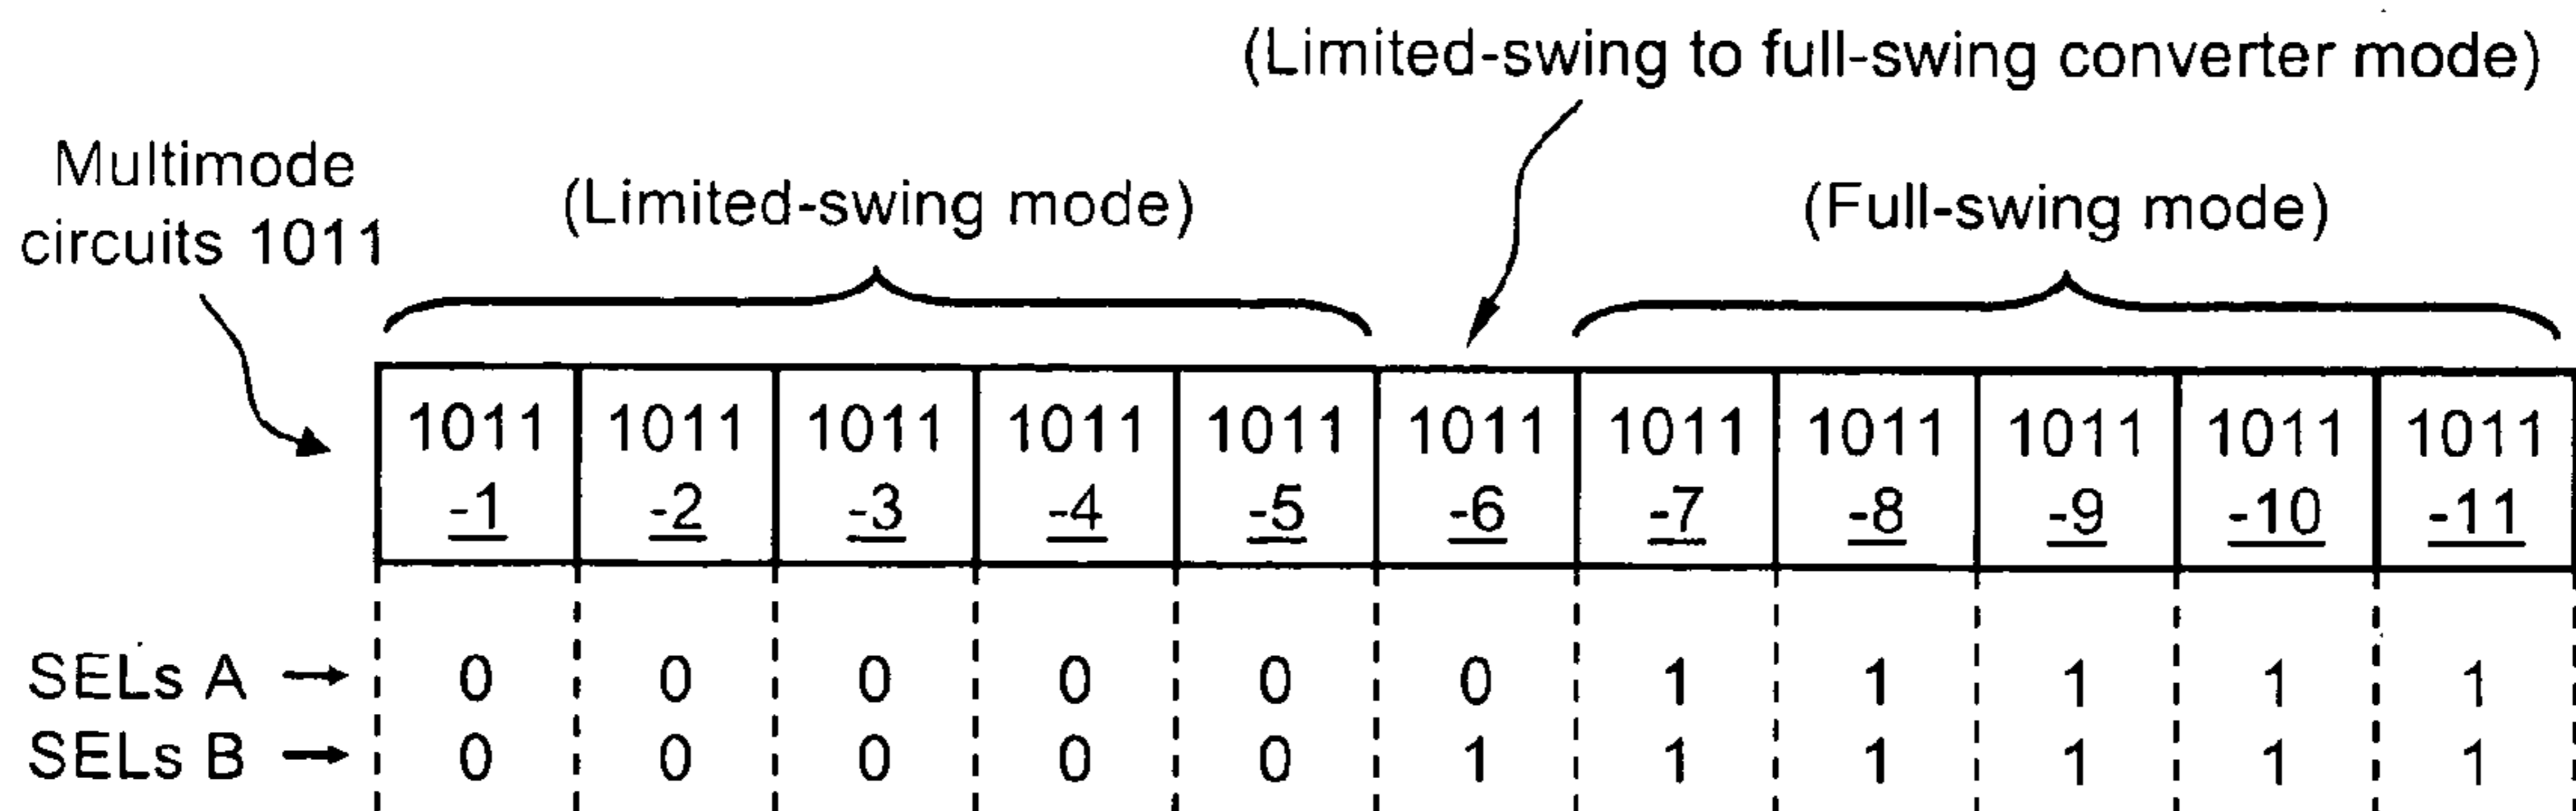 (Limited-swing to full-swing converter mode)
Multimode
circuits 1011
(Limited-swing mode)
(Full-swing mode)
1011 1011 1011 1011 1011 1011 1011 1011 1011 1011 1011
-1 -2 -3 -4 -5 -6 -7 -8 -9 -10 -11
SELs A → 0 0 0 0 0 0 1 1 1 1 1
SELs B → 0 0 0 0 0 1 1 1 1 1 1